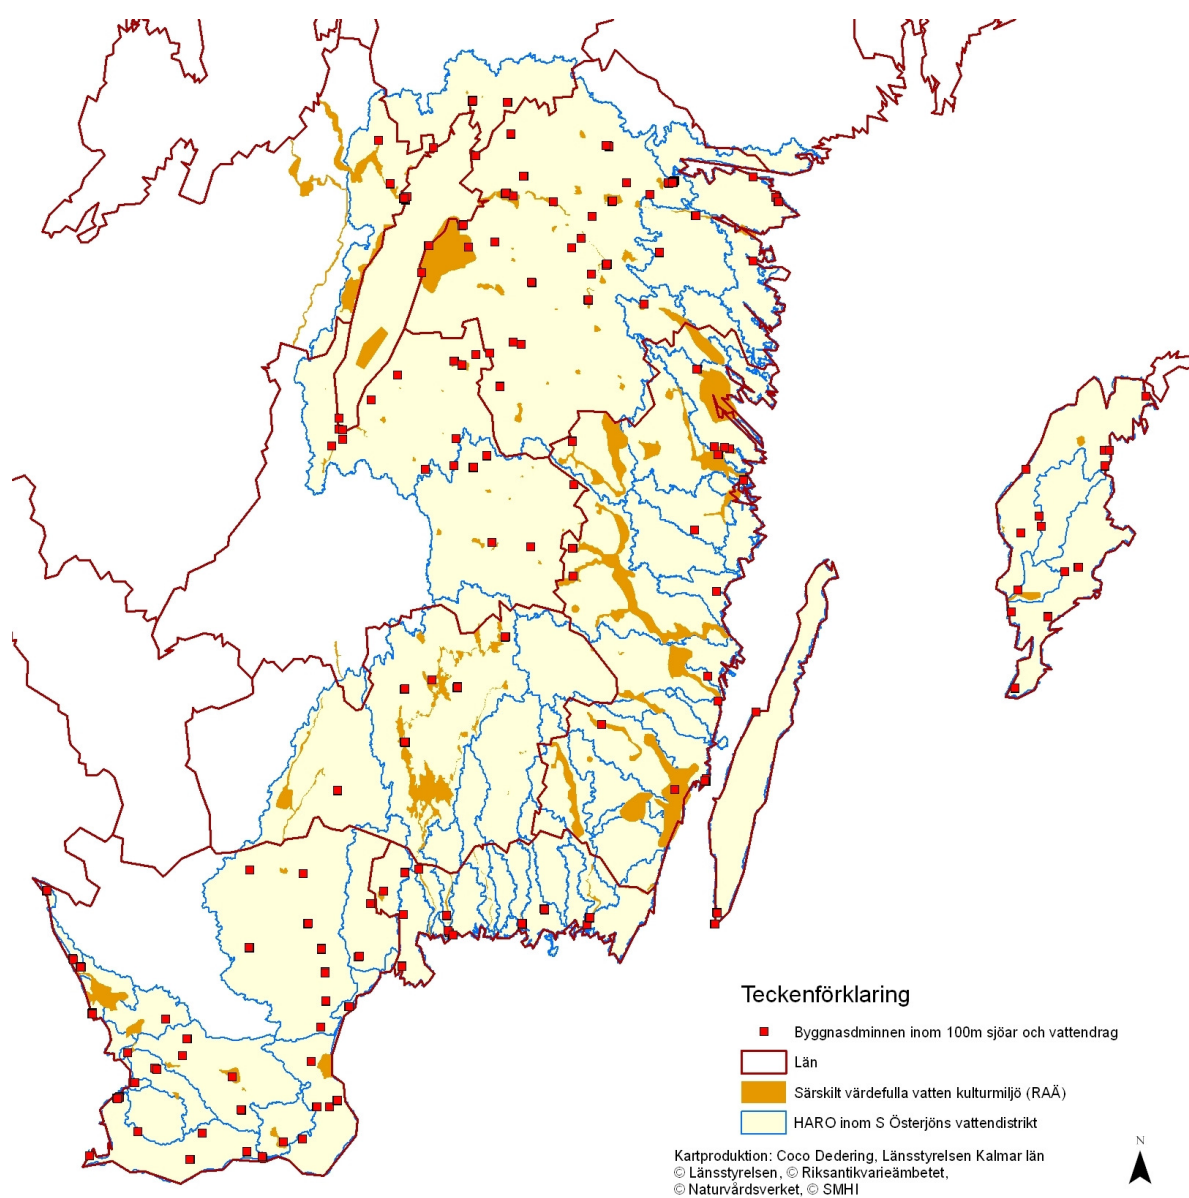 Teckenförklaring
Byggnasdminnen inom 100m sjöar och vattendrag
Län
Särskilt värdefulla vatten kulturmiljö (RAÄ)
HARO inom S Österjöns vattendistrikt
Kartproduktion: Coco Dedering, Länsstyrelsen Kalmar län
© Länsstyrelsen, © Riksantikvarieämbetet,
© Naturvårdsverket, © SMHI
N